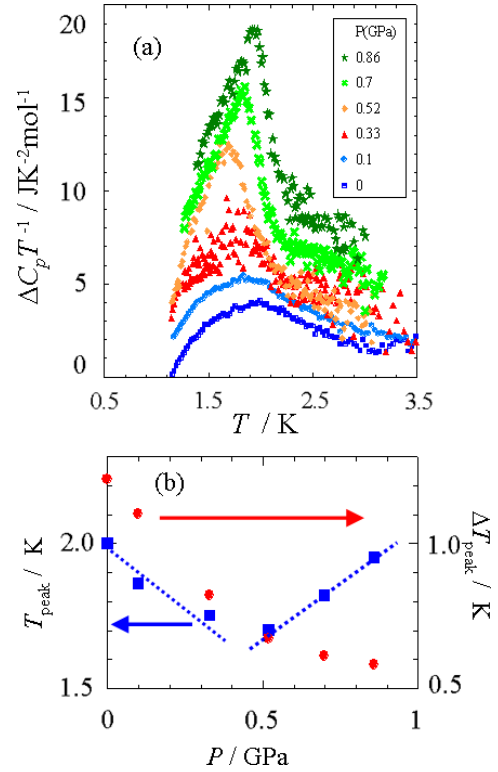 (a)
P(GPa)
0.86
0.7
0.52
0.33
0.1
0
20
15
10
5
0
ΔCpT⁻¹ / JK⁻²mol⁻¹
0.5 1.5 2.5 3.5
T / K
(b)
2.0
1.5
Tpeak / K
1.0
0.5
ΔTpeak / K
0 0.5 1
P / GPa